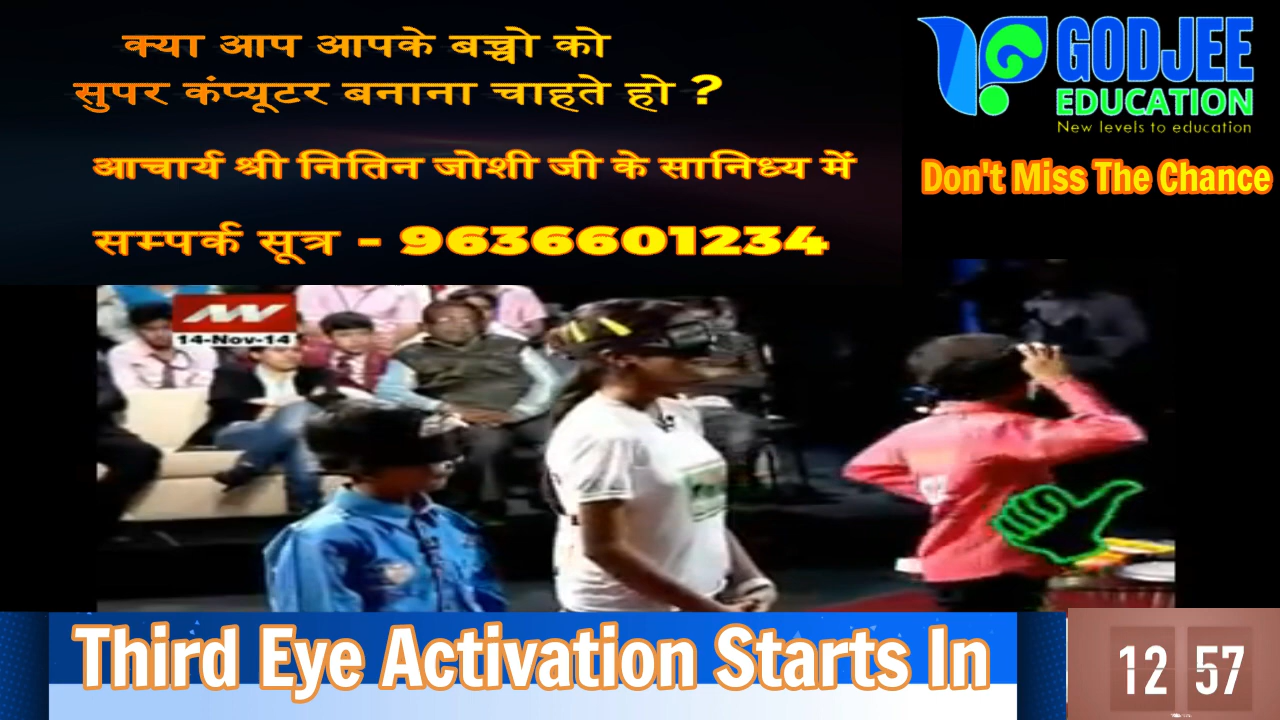 क्या आप आपके बच्चो को
सुपर कंप्यूटर बनाना चाहते हो ?
आचार्य श्री नितिन जोशी जी के सानिध्य में
सम्पर्क सूत्र - 9636601234
GODJEE
EDUCATION
New levels to education
Don't Miss The Chance
14-Nov-14
Third Eye Activation Starts In
12 57